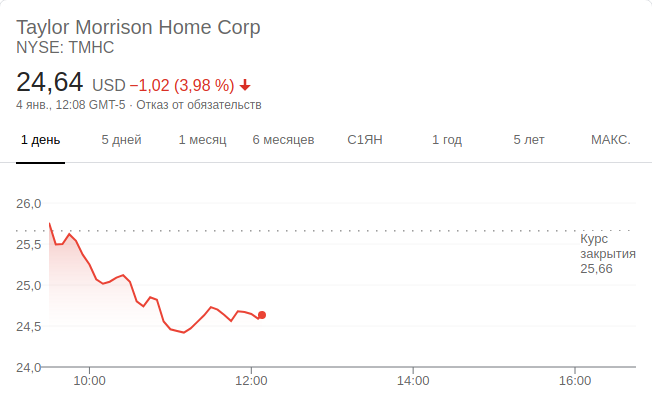 Taylor Morrison Home Corp
NYSE: TMHC
24,64 USD −1,02 (3,98 %)
4 янв., 12:08 GMT-5 · Отказ от обязательств
1 день 5 дней 1 месяц 6 месяцев С1ЯН 1 год 5 лет МАКС.
26,0
Курс
закрытия
25,66
25,5
25,0
24,5
24,0
10:00 12:00 14:00 16:00